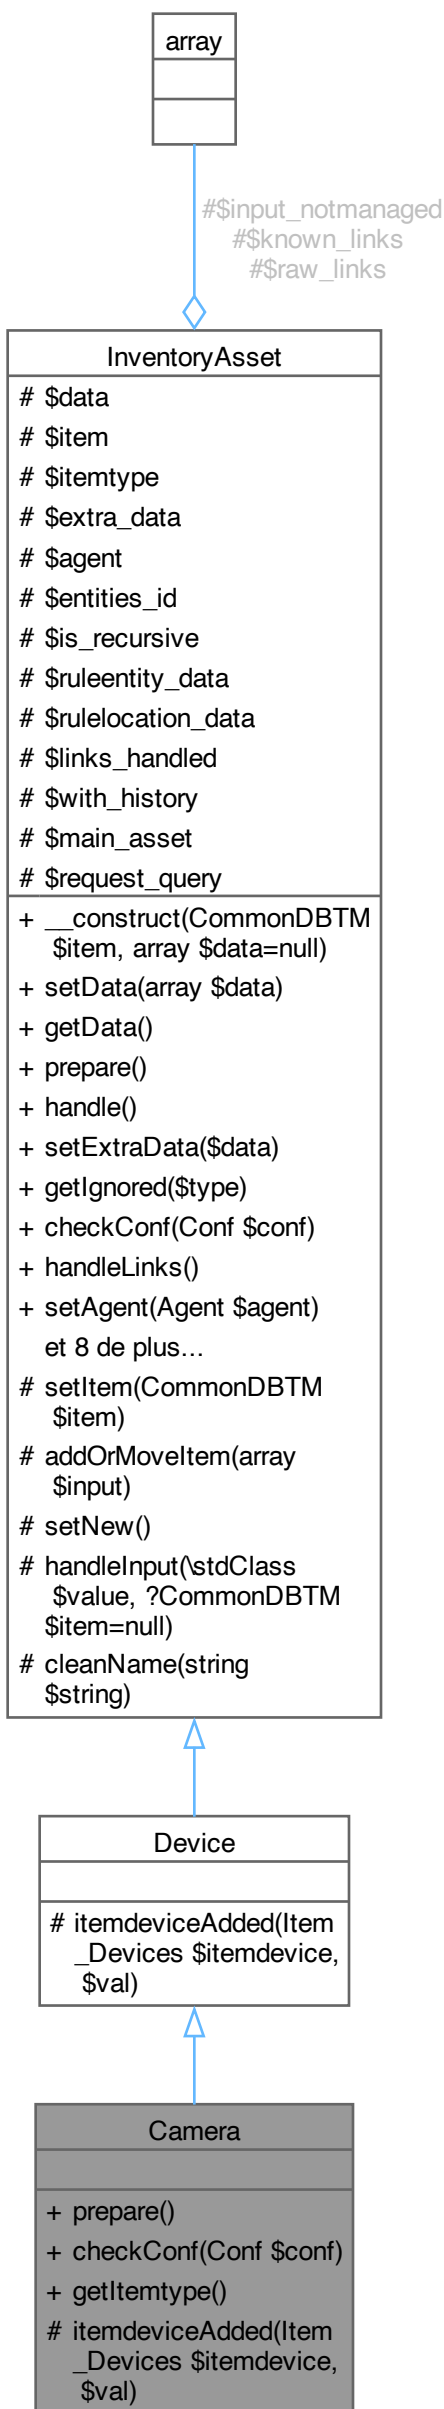 array
#$input_notmanaged
#$known_links
#$raw_links
InventoryAsset
# $data
# $item
# $itemtype
# $extra_data
# $agent
# $entities_id
# $is_recursive
# $ruleentity_data
# $rulelocation_data
# $links_handled
# $with_history
# $main_asset
# $request_query
+ __construct(CommonDBTM
$item, array $data=null)
+ setData(array $data)
+ getData()
+ prepare()
+ handle()
+ setExtraData($data)
+ getIgnored($type)
+ checkConf(Conf $conf)
+ handleLinks()
+ setAgent(Agent $agent)
et 8 de plus...
# setItem(CommonDBTM
$item)
# addOrMoveItem(array
$input)
# setNew()
# handleInput(\stdClass
$value, ?CommonDBTM
$item=null)
# cleanName(string
$string)
Device
# itemdeviceAdded(Item
_Devices $itemdevice,
$val)
Camera
+ prepare()
+ checkConf(Conf $conf)
+ getItemtype()
# itemdeviceAdded(Item
_Devices $itemdevice,
$val)